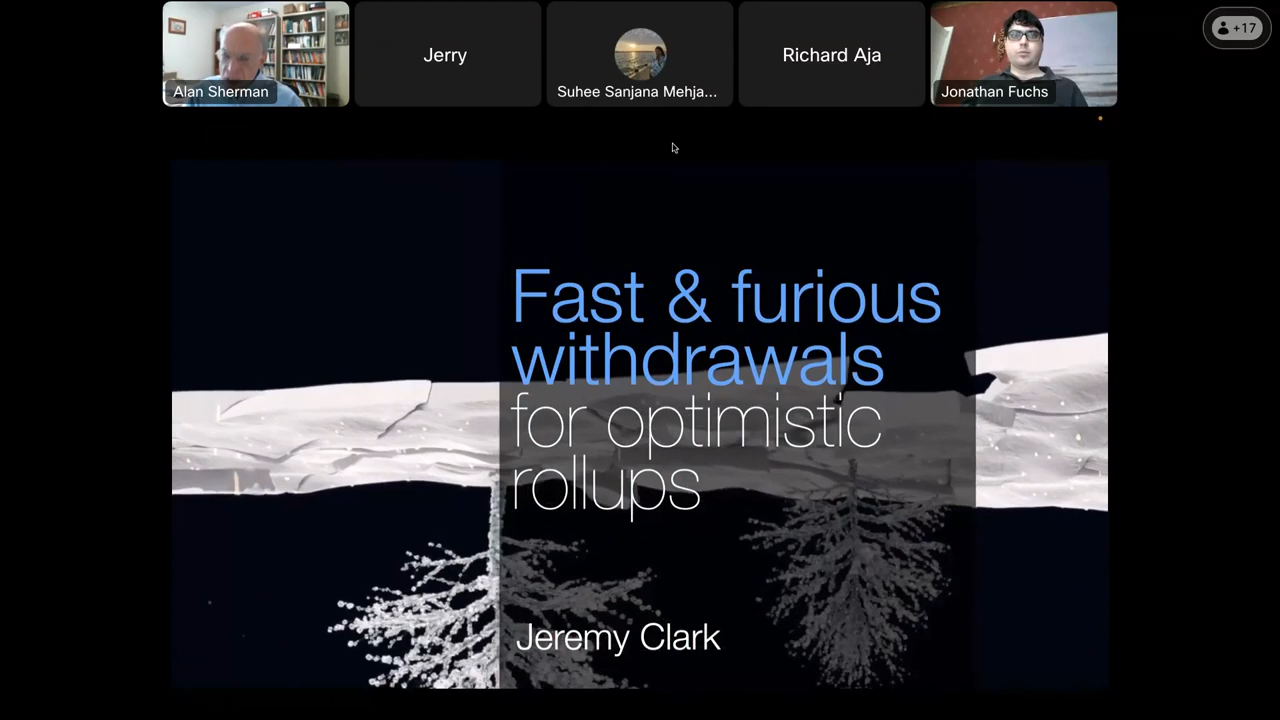 Alan Sherman
Jerry
Suhee Sanjana Mehja...
Richard Aja
Jonathan Fuchs
+17
Fast & furious
withdrawals
for optimistic
rollups
Jeremy Clark